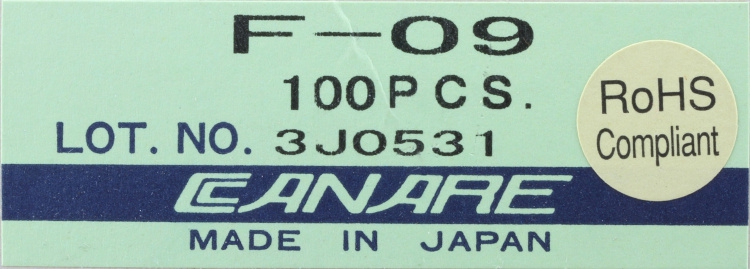 F-09
100PCS.
LOT. NO. 3J0531
RoHS
Compliant
CANARE
MADE IN JAPAN